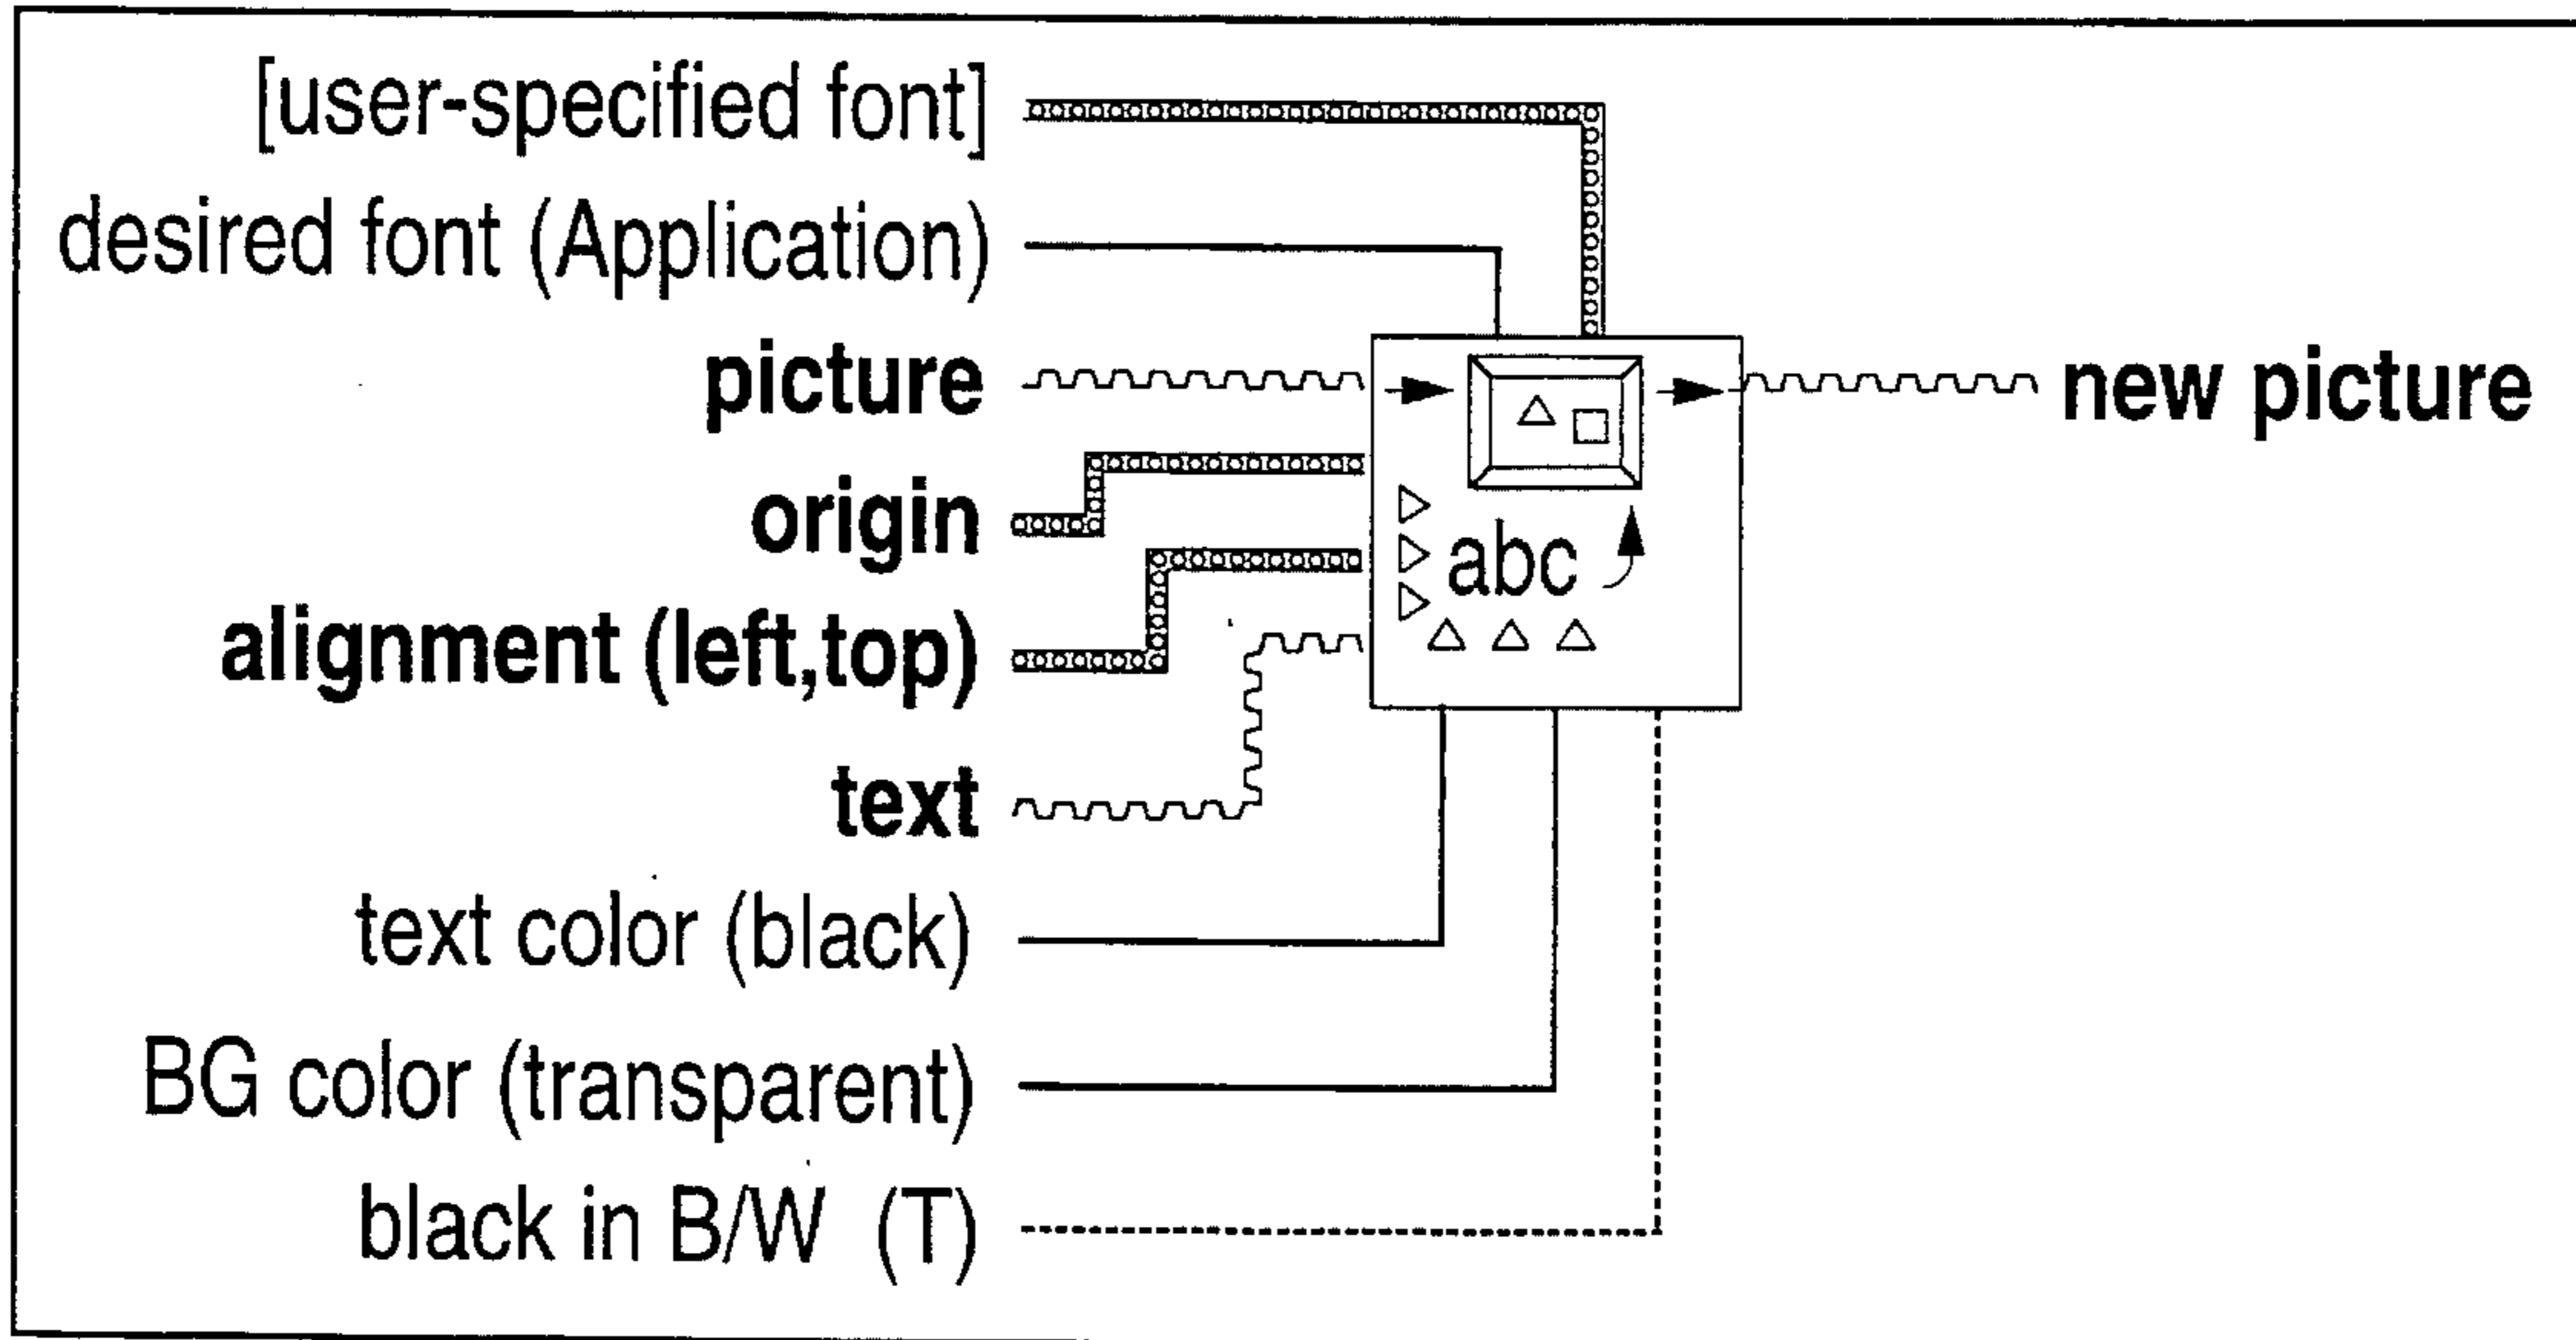 [user-specified font]
desired font (Application)
picture
new picture
origin
abc
alignment (left,top)
text
text color (black)
BG color (transparent)
black in B/W (T)